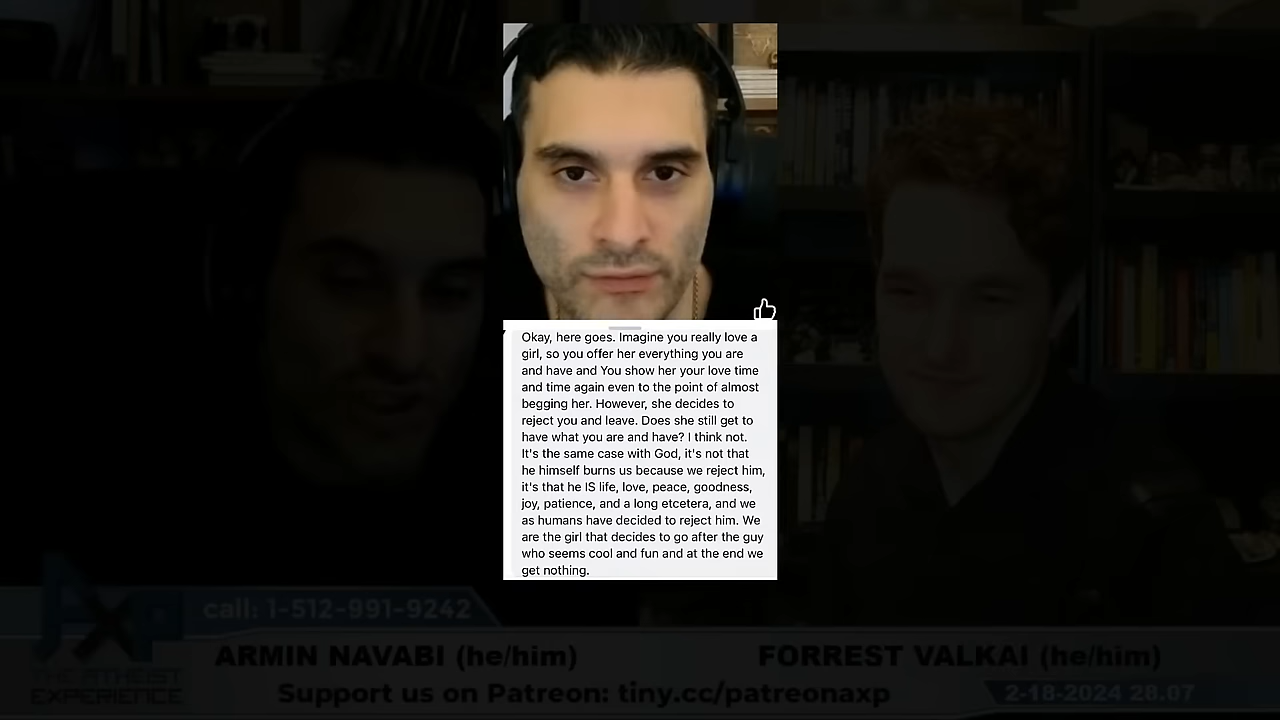 Okay, here goes. Imagine you really love a
girl, so you offer her everything you are
and have and You show her your love time
and time again even to the point of almost
begging her. However, she decides to
reject you and leave. Does she still get to
have what you are and have? I think not.
It's the same case with God, it's not that
he himself burns us because we reject him,
it's that he IS life, love, peace, goodness,
joy, patience, and a long etcetera, and we
as humans have decided to reject him. We
are the girl that decides to go after the guy
who seems cool and fun and at the end we
get nothing.
call: 1-512-991-9242
AXP
THE ATHEIST
EXPERIENCE
ARMIN NAVABI (he/him)
FORREST VALKAI (he/him)
Support us on Patreon: tiny.cc/patreonaxp
2-18-2024 28.07